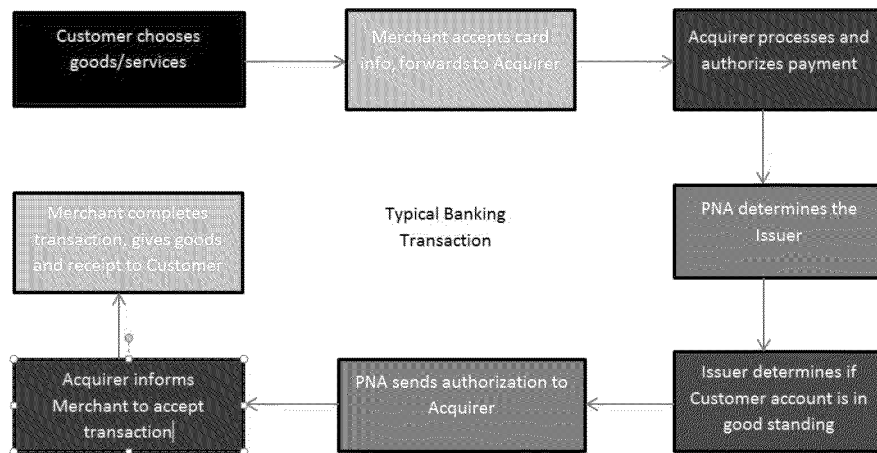 Customer chooses
goods/services
Merchant accepts card
info, forwards to Acquirer
Acquirer processes and
authorizes payment
PNA determines the
Issuer
Issuer determines if
Customer account is in
good standing
PNA sends authorization to
Acquirer
Acquirer informs
Merchant to accept
transaction
Merchant completes
transaction, gives goods
and receipt to Customer
Typical Banking
Transaction